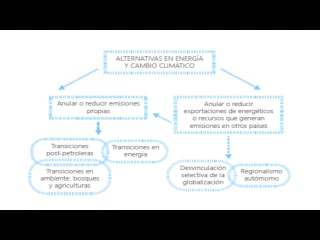 ALTERNATIVAS EN ENERGÍA
Y CAMBIO CLIMÁTICO
Anular o reducir emisiones
propias
Anular o reducir
exportaciones de energéticos
o recursos que generan
emisiones en otros países
Transiciones
post-petroleras
Transiciones en
energía
Transiciones en
ambiente, bosques
y agriculturas
Desvinculación
selectiva de la
globalización
Regionalismo
autónomo